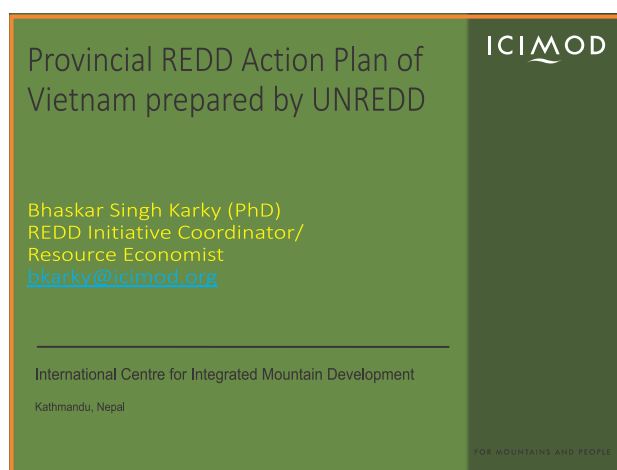 Provincial REDD Action Plan of
Vietnam prepared by UNREDD
ICIMOD
Bhaskar Singh Karky (PhD)
REDD Initiative Coordinator/
Resource Economist
bkarky@icimod.org
International Centre for Integrated Mountain Development
Kathmandu, Nepal
FOR MOUNTAINS AND PEOPLE